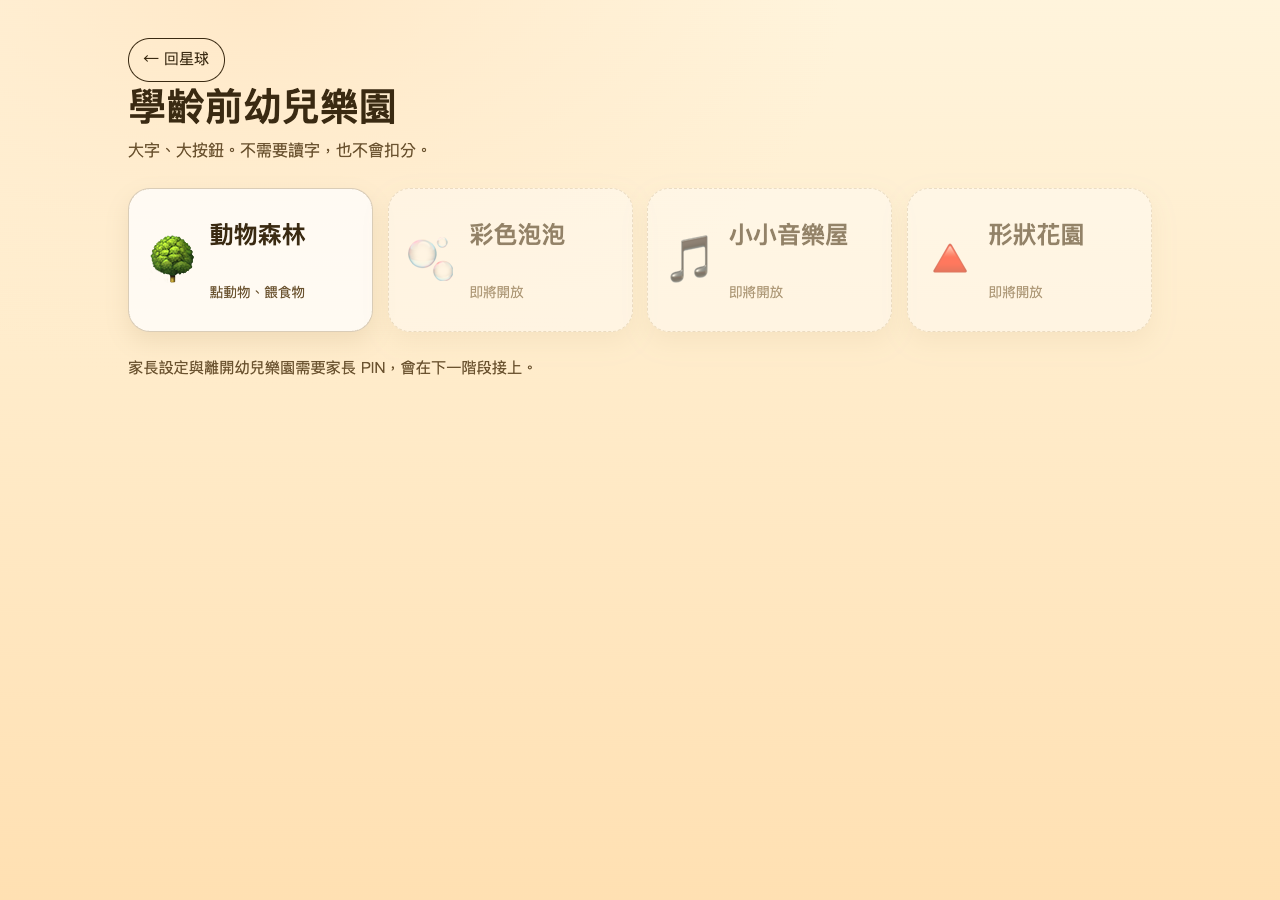 ← 回星球
學齡前幼兒樂園
大字、大按鈕。不需要讀字，也不會扣分。
動物森林
點動物、餵食物
彩色泡泡
即將開放
小小音樂屋
即將開放
形狀花園
即將開放
家長設定與離開幼兒樂園需要家長 PIN，會在下一階段接上。